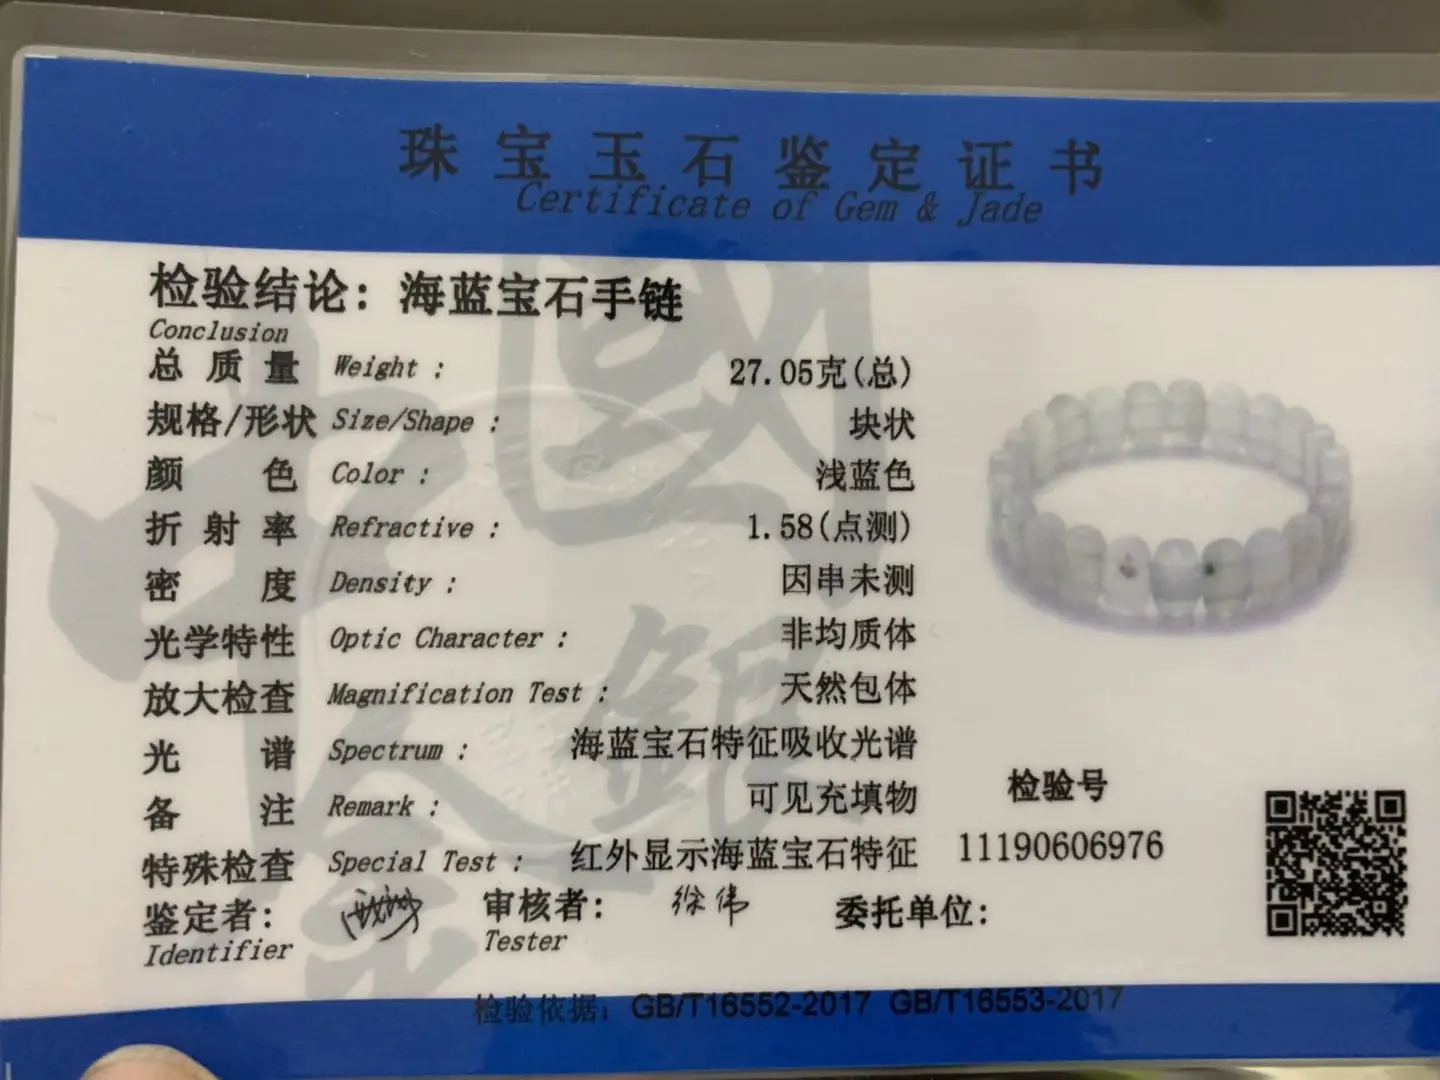 珠宝玉石鉴定证书
Certificate of Gem & Jade
检验结论：海蓝宝石手链
Conclusion
总质量 Weight : 27.05克(总)
规格/形状 Size/Shape : 块状
颜色 Color : 浅蓝色
折射率 Refractive : 1.58(点测)
密度 Density : 因串未测
光学特性 Optic Character : 非均质体
放大检查 Magnification Test : 天然包体
光谱 Spectrum : 海蓝宝石特征吸收光谱
备注 Remark : 可见充填物
检验号
特殊检查 Special Test : 红外显示海蓝宝石特征
11190606976
鉴定者： 审核者： 徐伟 委托单位：
Identifier Tester
检验依据：GB/T16552-2017 GB/T16553-2017